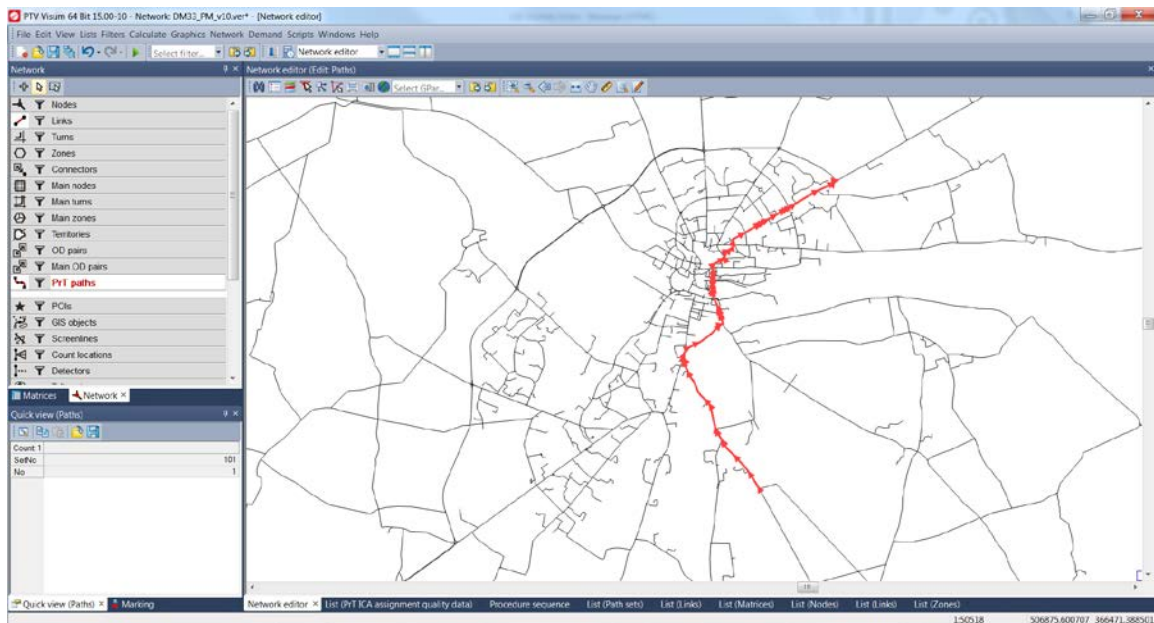 PTV Visum 64 Bit 15.00-10 - Network: DM33_PM_v10.ver* - [Network editor]
File Edit View Lists Filters Calculate Graphics Network Demand Scripts Windows Help
Select filter... Network editor
Network
Network editor (Edit: Paths)
Select GPar...
Nodes
Links
Turns
Zones
Connectors
Main nodes
Main turns
Main zones
Territories
OD pairs
Main OD pairs
PrT paths
POIs
GIS objects
Screenlines
Count locations
Detectors
Matrices Network
Quick view (Paths)
Count 1
SetNo 101
No 1
Quick view (Paths) Marking
Network editor List (PrT ICA assignment quality data) Procedure sequence List (Path sets) List (Links) List (Matrices) List (Nodes) List (Links) List (Zones)
1:50518 506875.600707 366471.388501